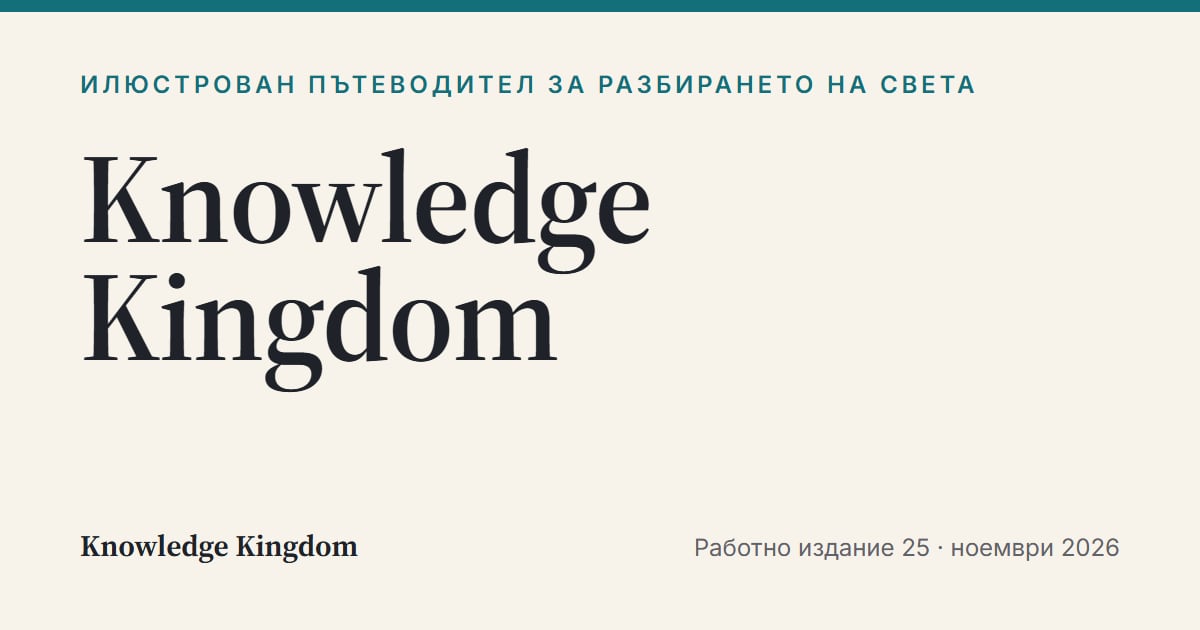 ИЛЮСТРОВАН ПЪТЕВОДИТЕЛ ЗА РАЗБИРАНЕТО НА СВЕТА
Knowledge
Kingdom
Knowledge Kingdom
Работно издание 25 · ноември 2026